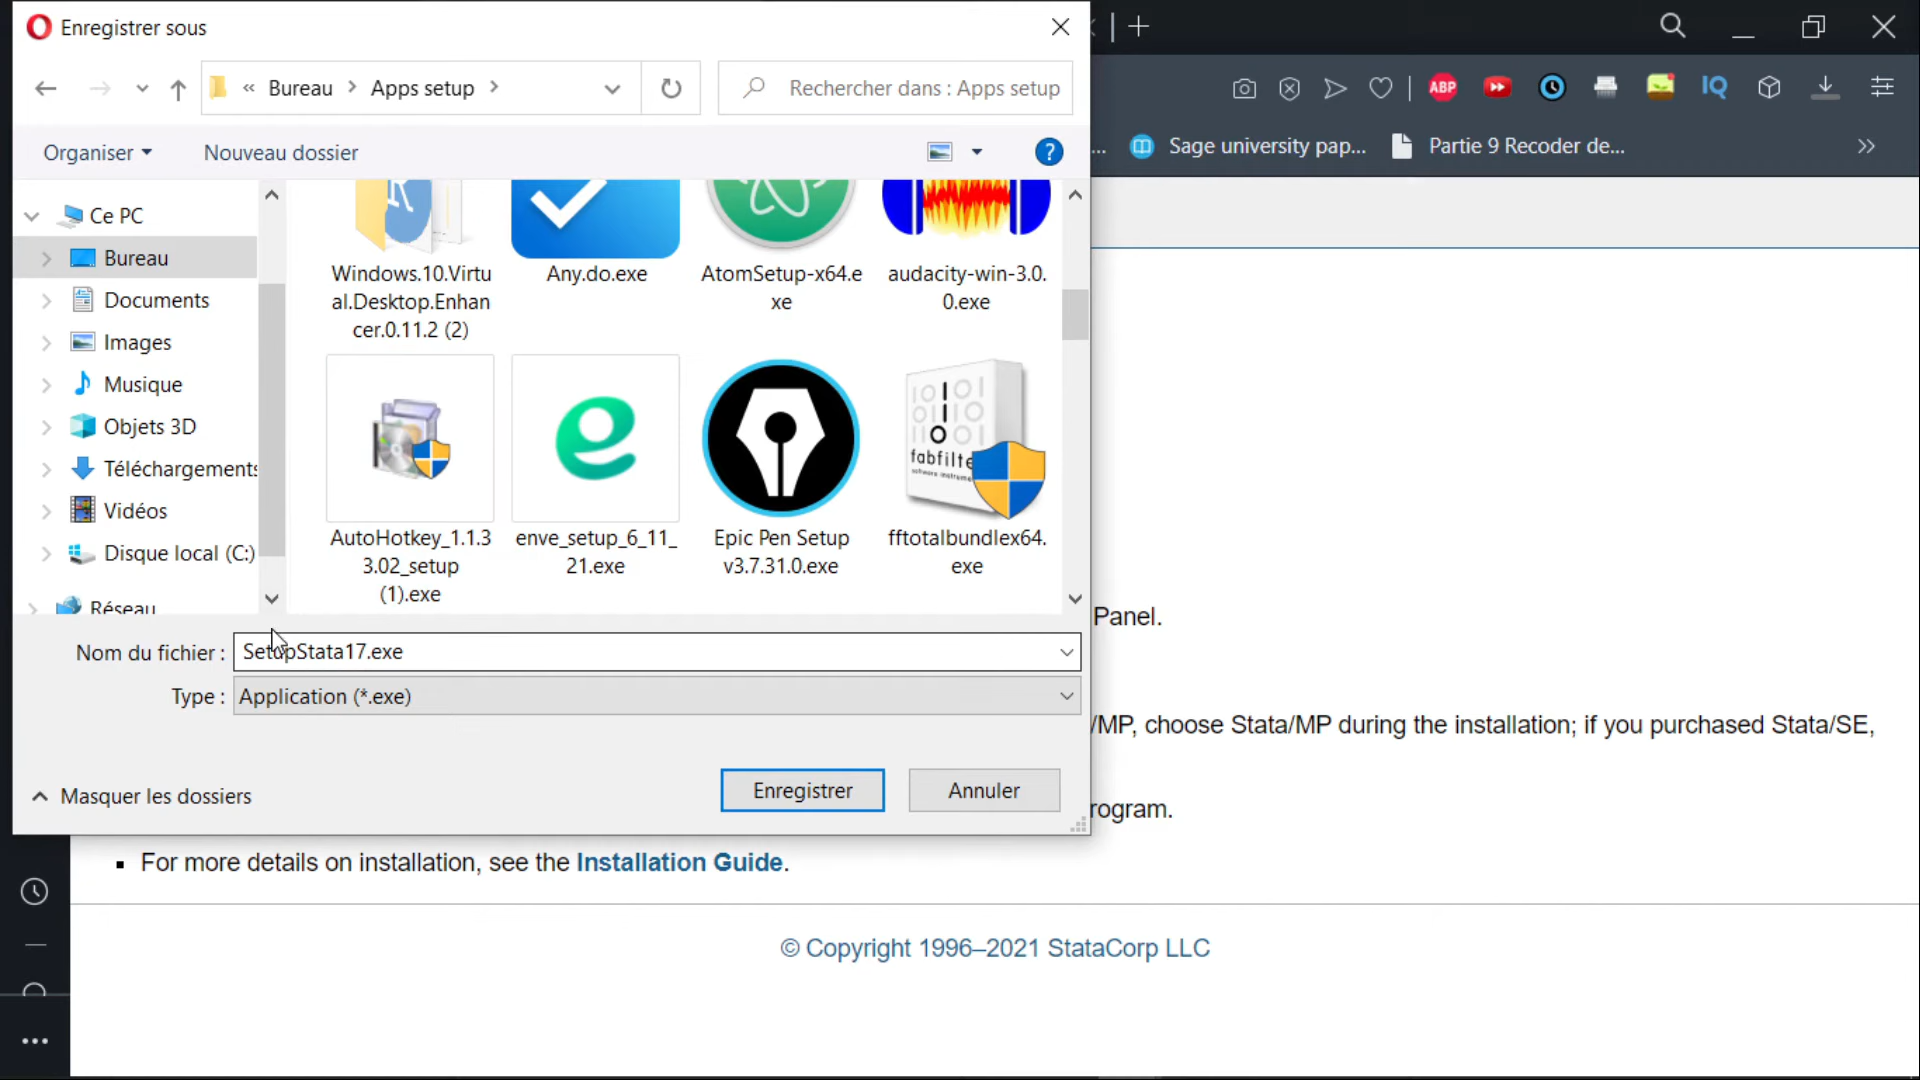 Enregistrer sous
« Bureau > Apps setup >
Rechercher dans : Apps setup
ABP
IQ
Organiser
Nouveau dossier
?
... Sage university pap...
Partie 9 Recoder de...
Ce PC
Bureau
Documents
Images
Musique
Objets 3D
Téléchargements
Vidéos
Disque local (C:)
Réseau
Windows.10.Virtu
al.Desktop.Enhan
cer.0.11.2 (2)
Any.do.exe
AtomSetup-x64.e
xe
audacity-win-3.0.
0.exe
AutoHotkey_1.1.3
3.02_setup
(1).exe
enve_setup_6_11_
21.exe
Epic Pen Setup
v3.7.31.0.exe
fabfilte
fftotalbundlex64.
exe
Nom du fichier : SetupStata17.exe
Type : Application (*.exe)
Enregistrer
Annuler
Masquer les dossiers
Panel.
/MP, choose Stata/MP during the installation; if you purchased Stata/SE,
rogram.
▪ For more details on installation, see the Installation Guide.
© Copyright 1996–2021 StataCorp LLC